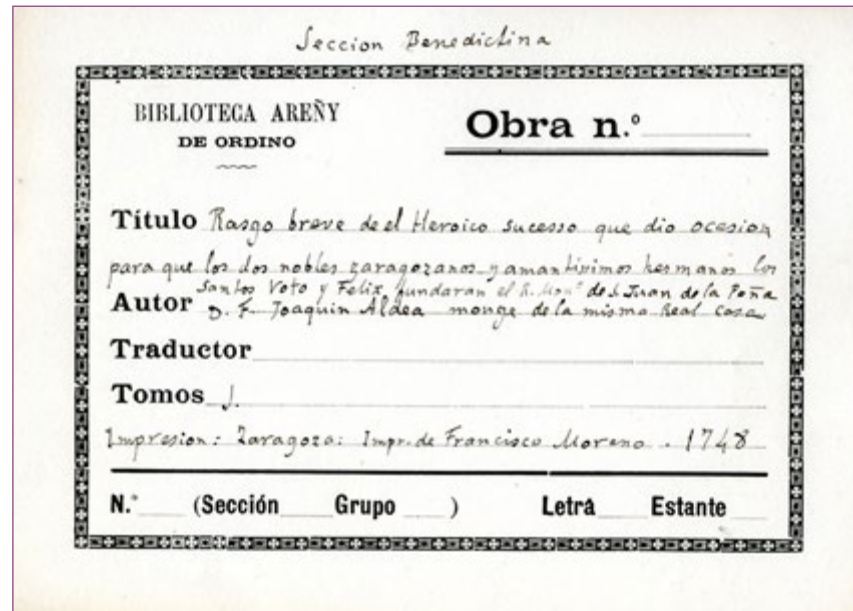 Seccion Benedictina
BIBLIOTECA AREÑY
DE ORDINO
Obra n.º
Título Rasgo breve de el Heroico sucesso que dio ocasion
para que los dos nobles zaragozanos y amantisimos hermanos los
Santos Voto y Felix fundaran el R. Mon.º de S. Juan de la Peña
Autor D. F. Joaquin Aldea monge de la misma Real Casa
Traductor
Tomos 1.
Impresion: Zaragoza: Impr. de Francisco Moreno. 1748
N.º (Sección Grupo ) Letra Estante